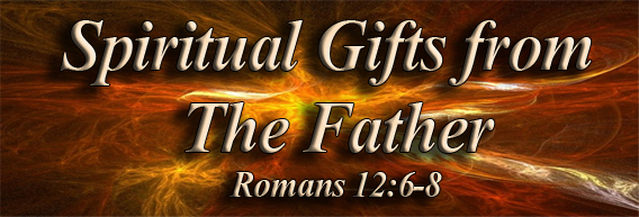 Spiritual Gifts from
The Father
Romans 12:6-8